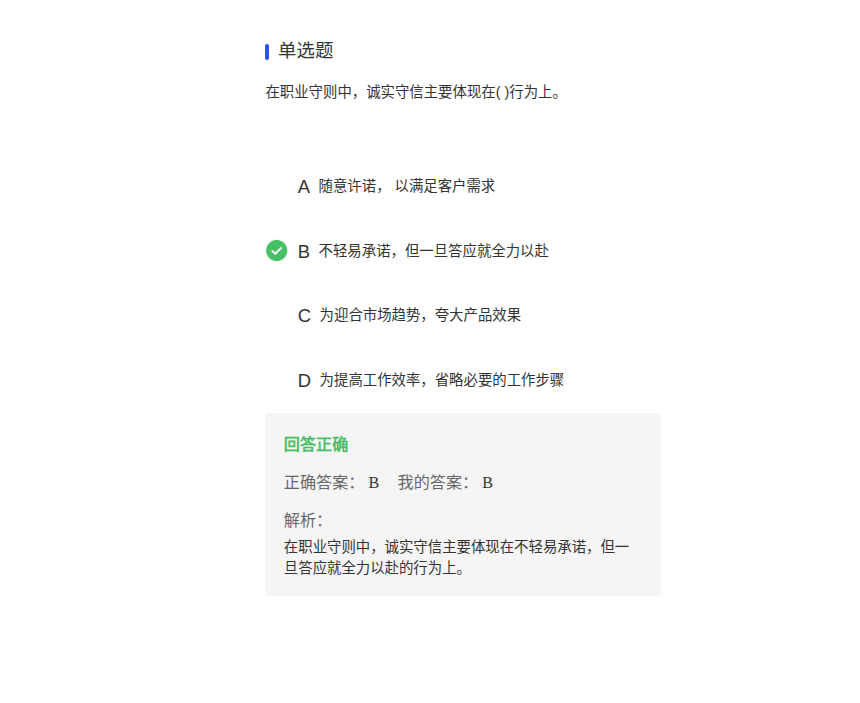 单选题
在职业守则中，诚实守信主要体现在( )行为上。
A 随意许诺， 以满足客户需求
B 不轻易承诺，但一旦答应就全力以赴
C 为迎合市场趋势，夸大产品效果
D 为提高工作效率，省略必要的工作步骤
回答正确
正确答案： B 我的答案： B
解析：
在职业守则中，诚实守信主要体现在不轻易承诺，但一
旦答应就全力以赴的行为上。